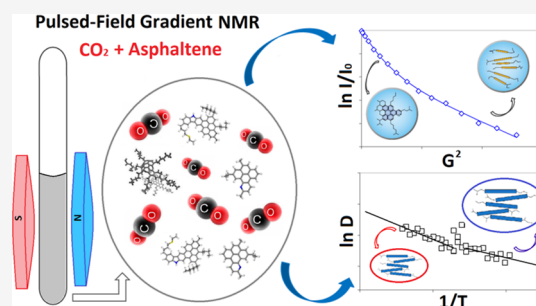 Pulsed-Field Gradient NMR
CO₂ + Asphaltene
S
N
O C O
O C O
O C O
O C O
O C O
O C O
ln I/I₀
G²
ln D
1/T